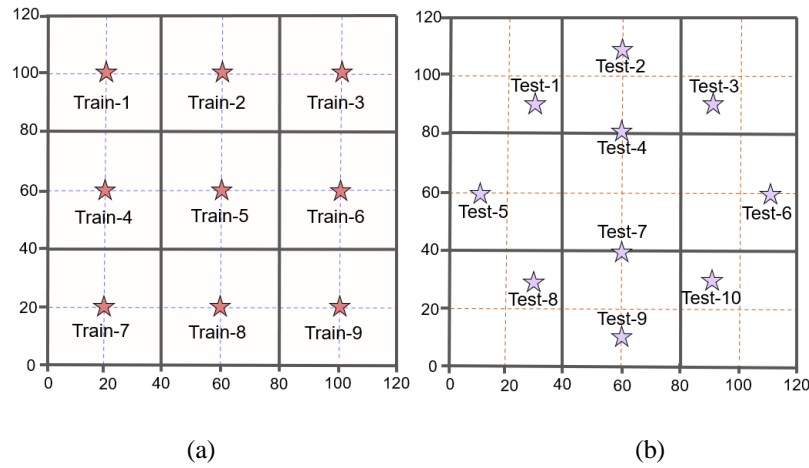 120
100
80
60
40
20
0
0 20 40 60 80 100 120
Train-1 Train-2 Train-3
Train-4 Train-5 Train-6
Train-7 Train-8 Train-9
(a)
120
100
80
60
40
20
0
0 20 40 60 80 100 120
Test-2
Test-1 Test-3
Test-4
Test-5 Test-6
Test-7
Test-8 Test-10
Test-9
(b)